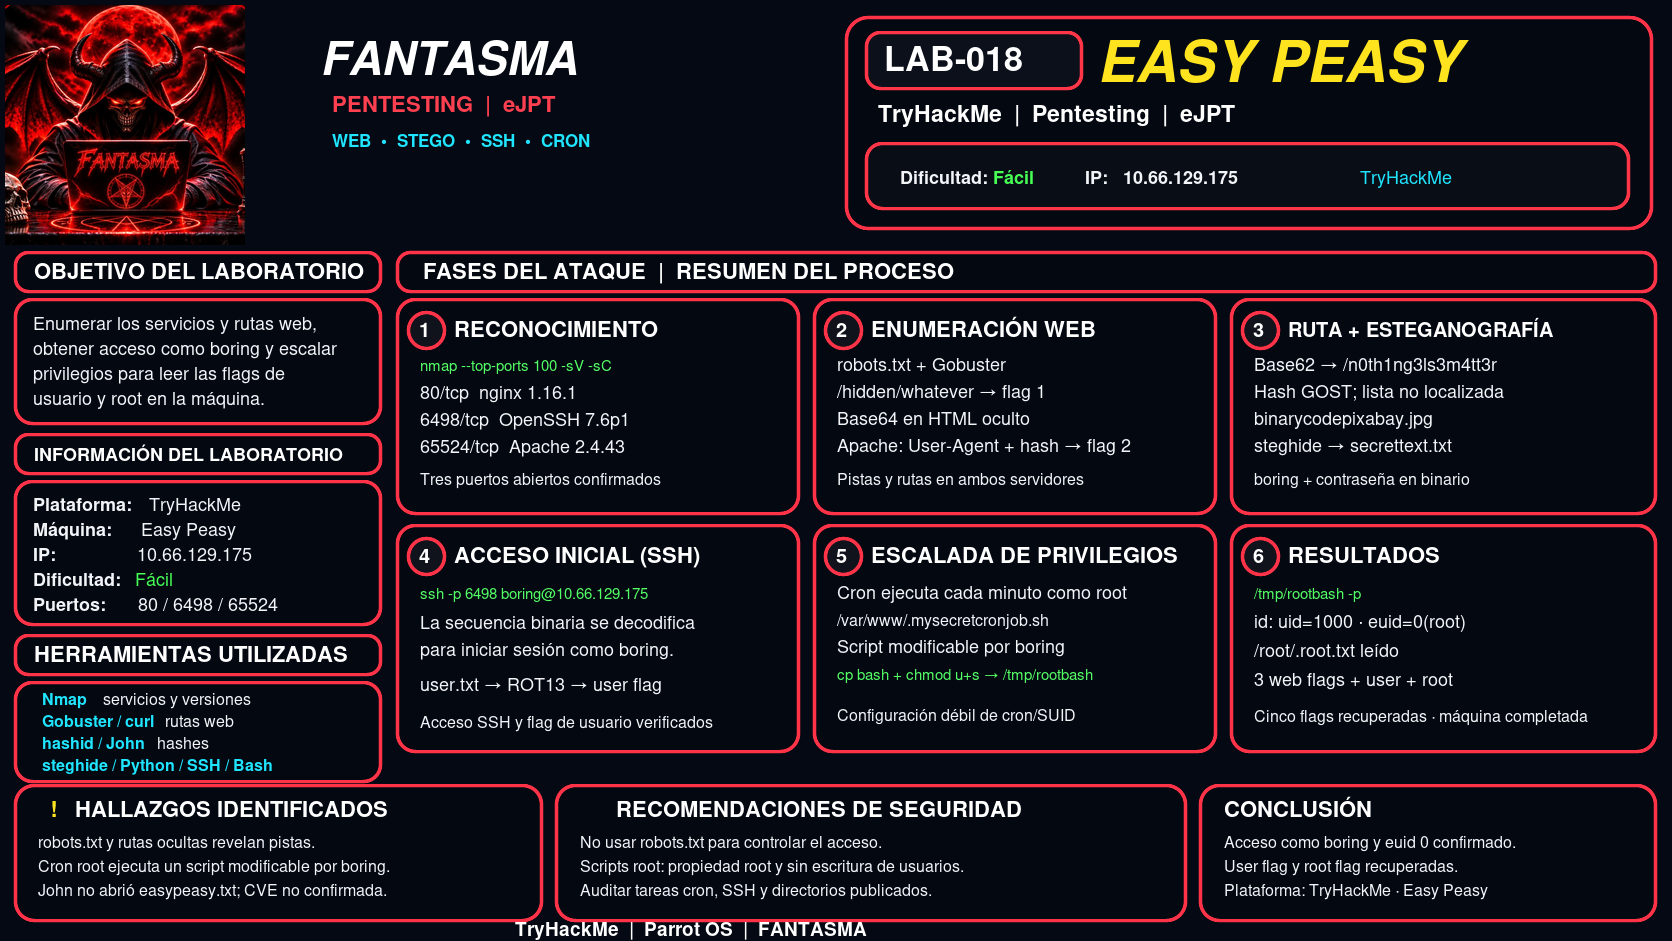 FANTASMA
FANTASMA
PENTESTING | eJPT
WEB • STEGO • SSH • CRON
LAB-018
EASY PEASY
TryHackMe | Pentesting | eJPT
Dificultad: Fácil IP: 10.66.129.175 TryHackMe
OBJETIVO DEL LABORATORIO
Enumerar los servicios y rutas web,
obtener acceso como boring y escalar
privilegios para leer las flags de
usuario y root en la máquina.
INFORMACIÓN DEL LABORATORIO
Plataforma: TryHackMe
Máquina: Easy Peasy
IP: 10.66.129.175
Dificultad: Fácil
Puertos: 80 / 6498 / 65524
HERRAMIENTAS UTILIZADAS
Nmap servicios y versiones
Gobuster / curl rutas web
hashid / John hashes
steghide / Python / SSH / Bash
FASES DEL ATAQUE | RESUMEN DEL PROCESO
1 RECONOCIMIENTO
nmap --top-ports 100 -sV -sC
80/tcp nginx 1.16.1
6498/tcp OpenSSH 7.6p1
65524/tcp Apache 2.4.43
Tres puertos abiertos confirmados
2 ENUMERACIÓN WEB
robots.txt + Gobuster
/hidden/whatever → flag 1
Base64 en HTML oculto
Apache: User-Agent + hash → flag 2
Pistas y rutas en ambos servidores
3 RUTA + ESTEGANOGRAFÍA
Base62 → /n0th1ng3ls3m4tt3r
Hash GOST; lista no localizada
binarycodepixabay.jpg
steghide → secrettext.txt
boring + contraseña en binario
4 ACCESO INICIAL (SSH)
ssh -p 6498 boring@10.66.129.175
La secuencia binaria se decodifica
para iniciar sesión como boring.
user.txt → ROT13 → user flag
Acceso SSH y flag de usuario verificados
5 ESCALADA DE PRIVILEGIOS
Cron ejecuta cada minuto como root
/var/www/.mysecretcronjob.sh
Script modificable por boring
cp bash + chmod u+s → /tmp/rootbash
Configuración débil de cron/SUID
6 RESULTADOS
/tmp/rootbash -p
id: uid=1000 · euid=0(root)
/root/.root.txt leído
3 web flags + user + root
Cinco flags recuperadas · máquina completada
! HALLAZGOS IDENTIFICADOS
robots.txt y rutas ocultas revelan pistas.
Cron root ejecuta un script modificable por boring.
John no abrió easypeasy.txt; CVE no confirmada.
RECOMENDACIONES DE SEGURIDAD
No usar robots.txt para controlar el acceso.
Scripts root: propiedad root y sin escritura de usuarios.
Auditar tareas cron, SSH y directorios publicados.
CONCLUSIÓN
Acceso como boring y euid 0 confirmado.
User flag y root flag recuperadas.
Plataforma: TryHackMe · Easy Peasy
TryHackMe | Parrot OS | FANTASMA